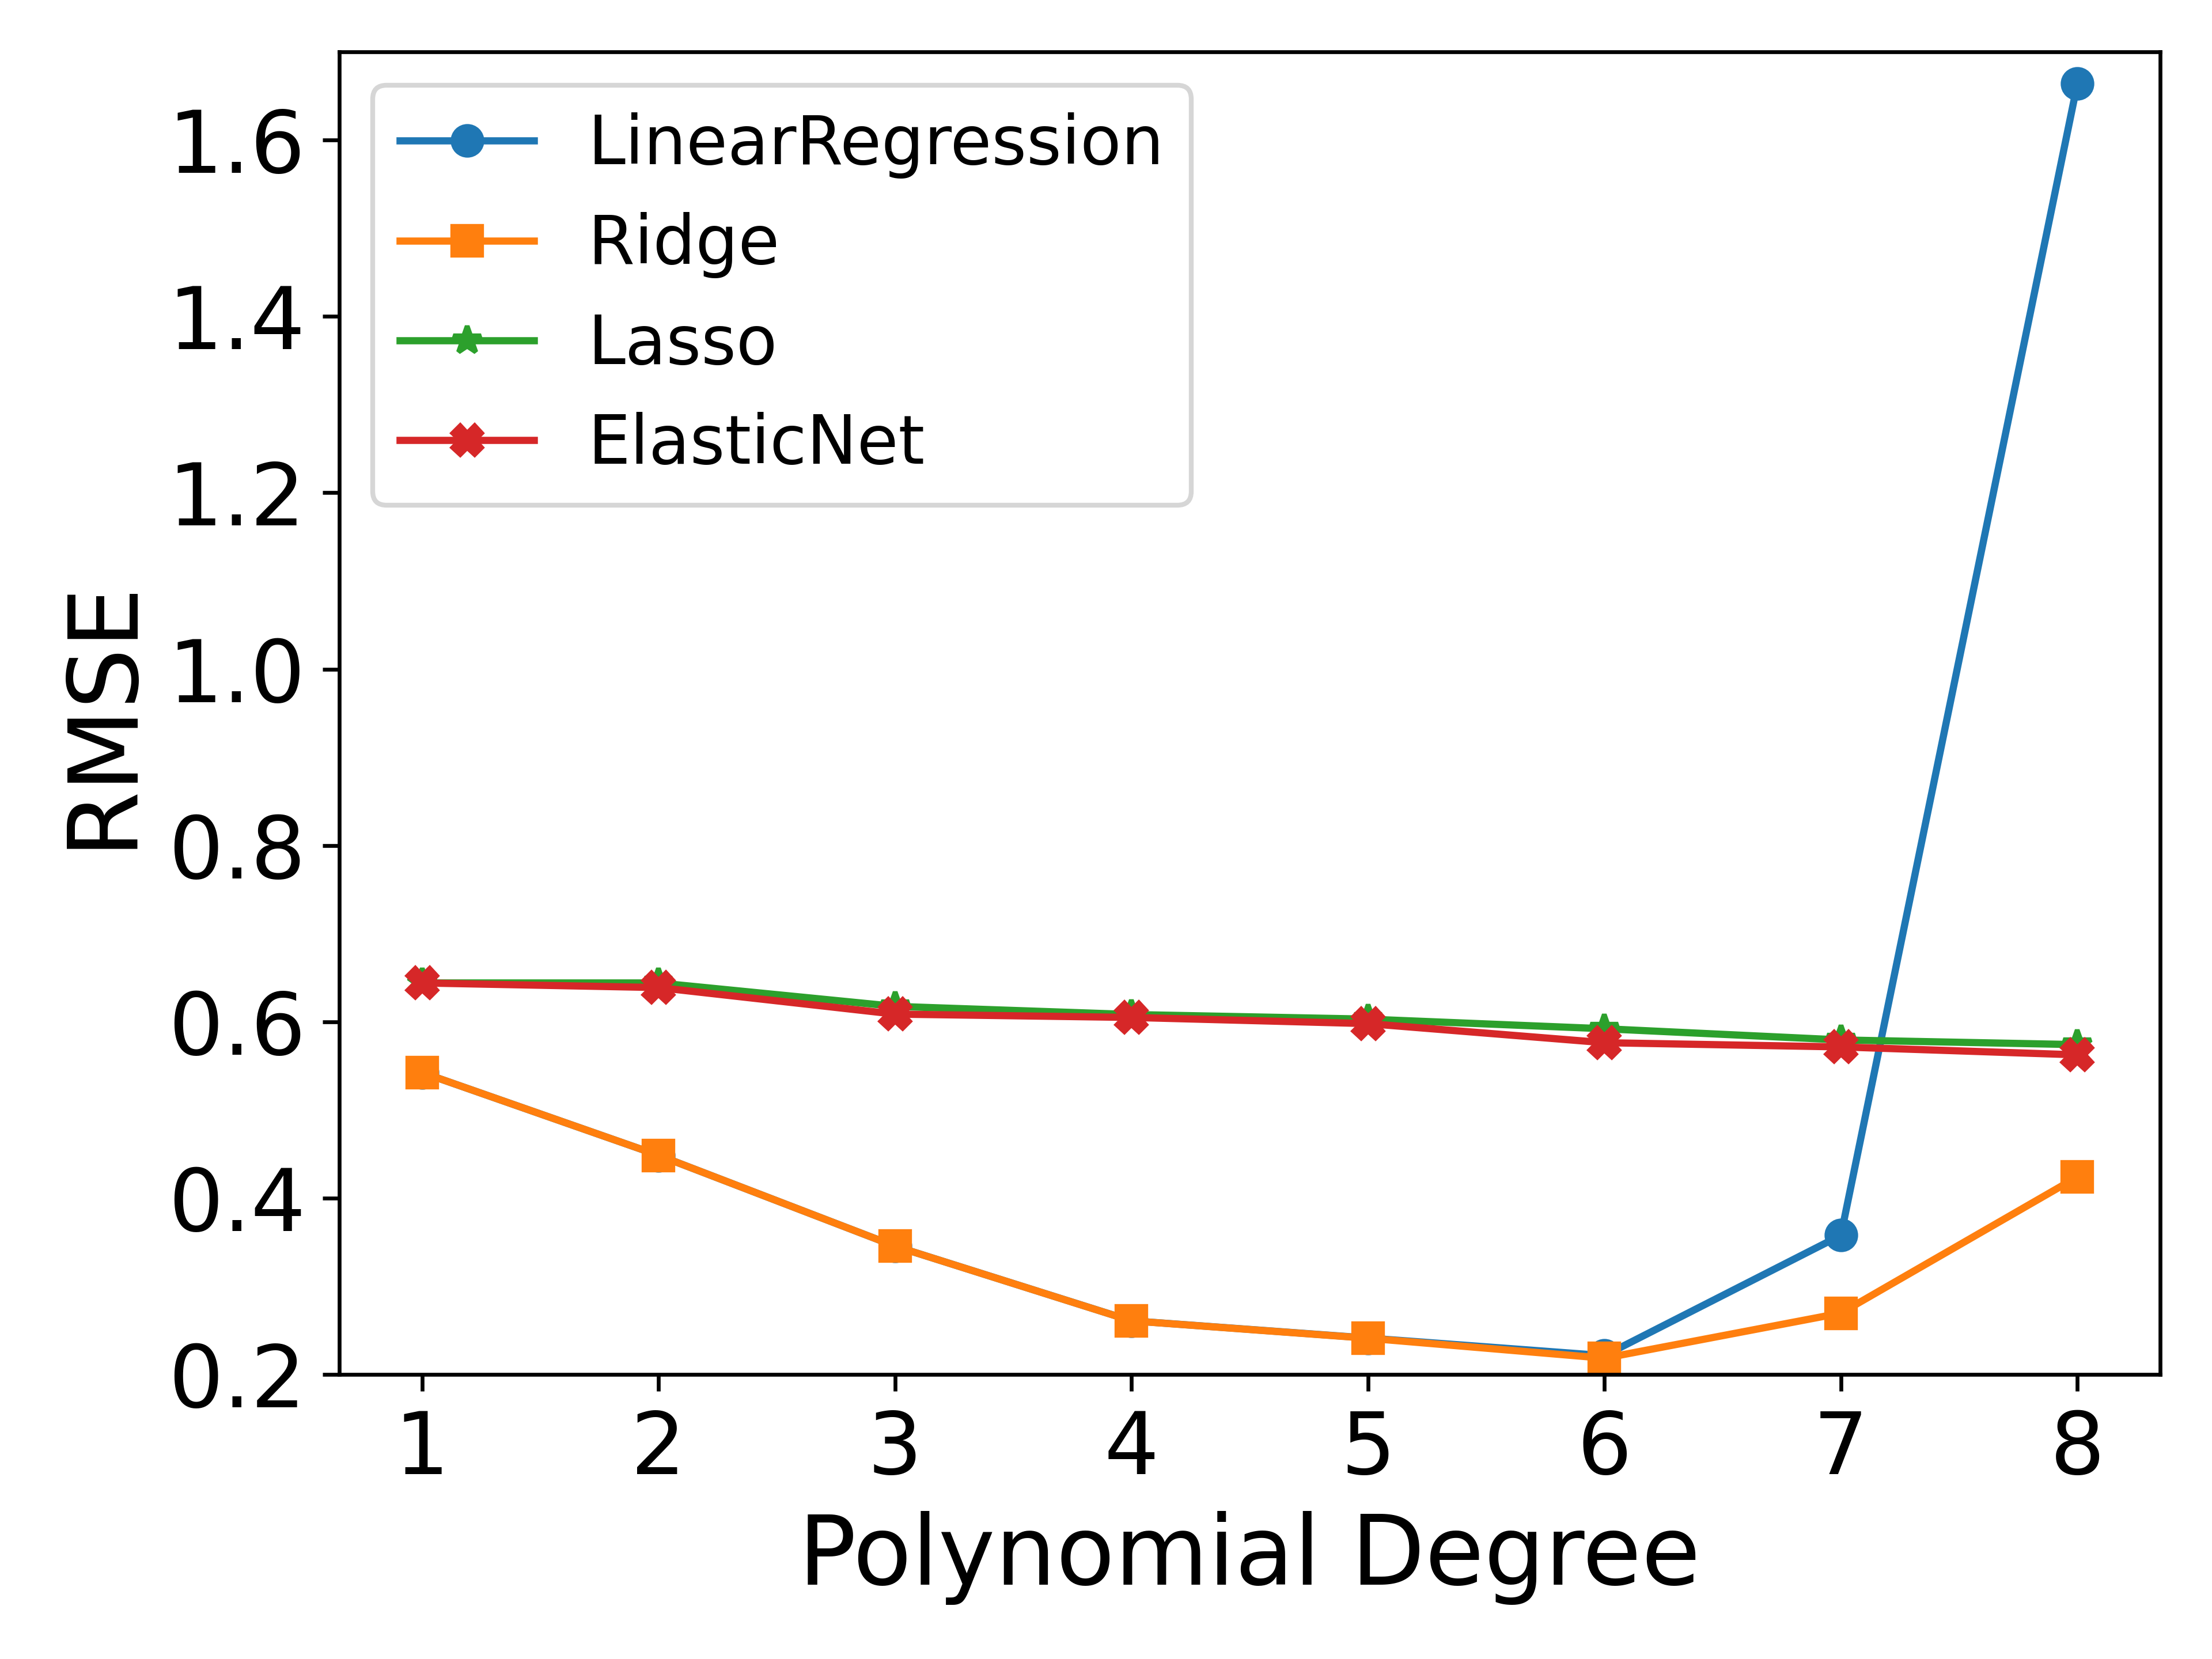 LinearRegression
Ridge
Lasso
ElasticNet
RMSE
1.6
1.4
1.2
1.0
0.8
0.6
0.4
0.2
1 2 3 4 5 6 7 8
Polynomial Degree